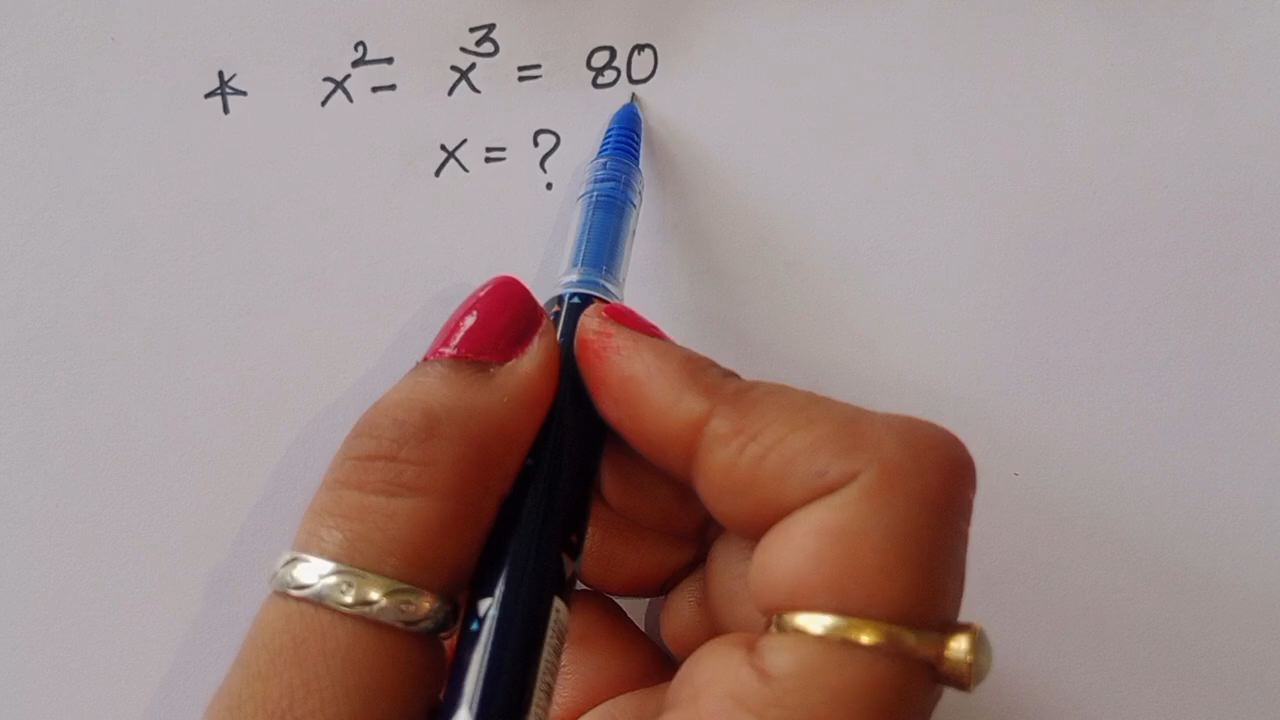 * x² - x³ = 80
x = ?